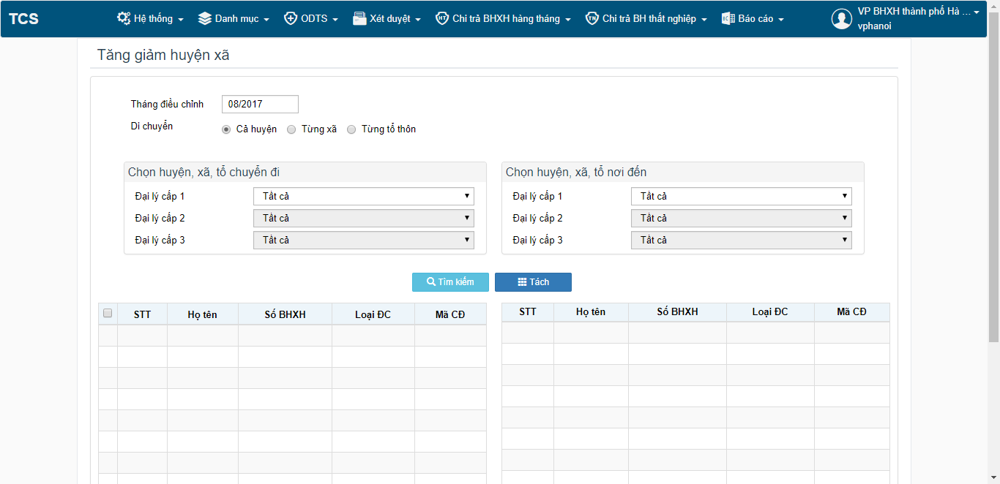 TCS Hệ thống Danh mục ODTS Xét duyệt Chi trả BHXH hàng tháng Chi trả BH thất nghiệp Báo cáo VP BHXH thành phố Hà ...
vphanoi
Tăng giảm huyện xã
Tháng điều chỉnh 08/2017
Di chuyển Cả huyện Từng xã Từng tổ thôn
Chọn huyện, xã, tổ chuyển đi
Đại lý cấp 1 Tất cả
Đại lý cấp 2 Tất cả
Đại lý cấp 3 Tất cả
Chọn huyện, xã, tổ nơi đến
Đại lý cấp 1 Tất cả
Đại lý cấp 2 Tất cả
Đại lý cấp 3 Tất cả
Tìm kiếm Tách
STT Họ tên Số BHXH Loại ĐC Mã CĐ
STT Họ tên Số BHXH Loại ĐC Mã CĐ